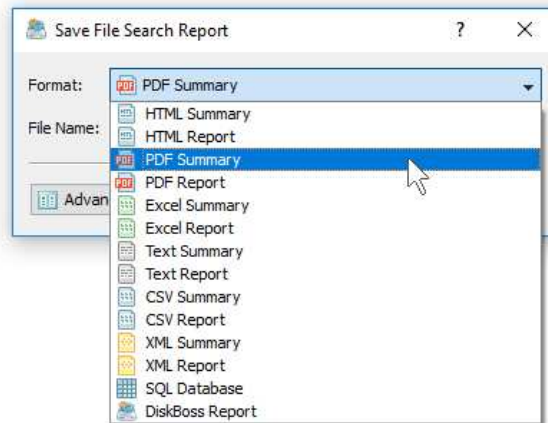 Save File Search Report
?
Format:
PDF Summary
File Name:
HTML Summary
HTML Report
PDF Summary
PDF Report
Advan
Excel Summary
Excel Report
Text Summary
Text Report
CSV Summary
CSV Report
XML Summary
XML Report
SQL Database
DiskBoss Report